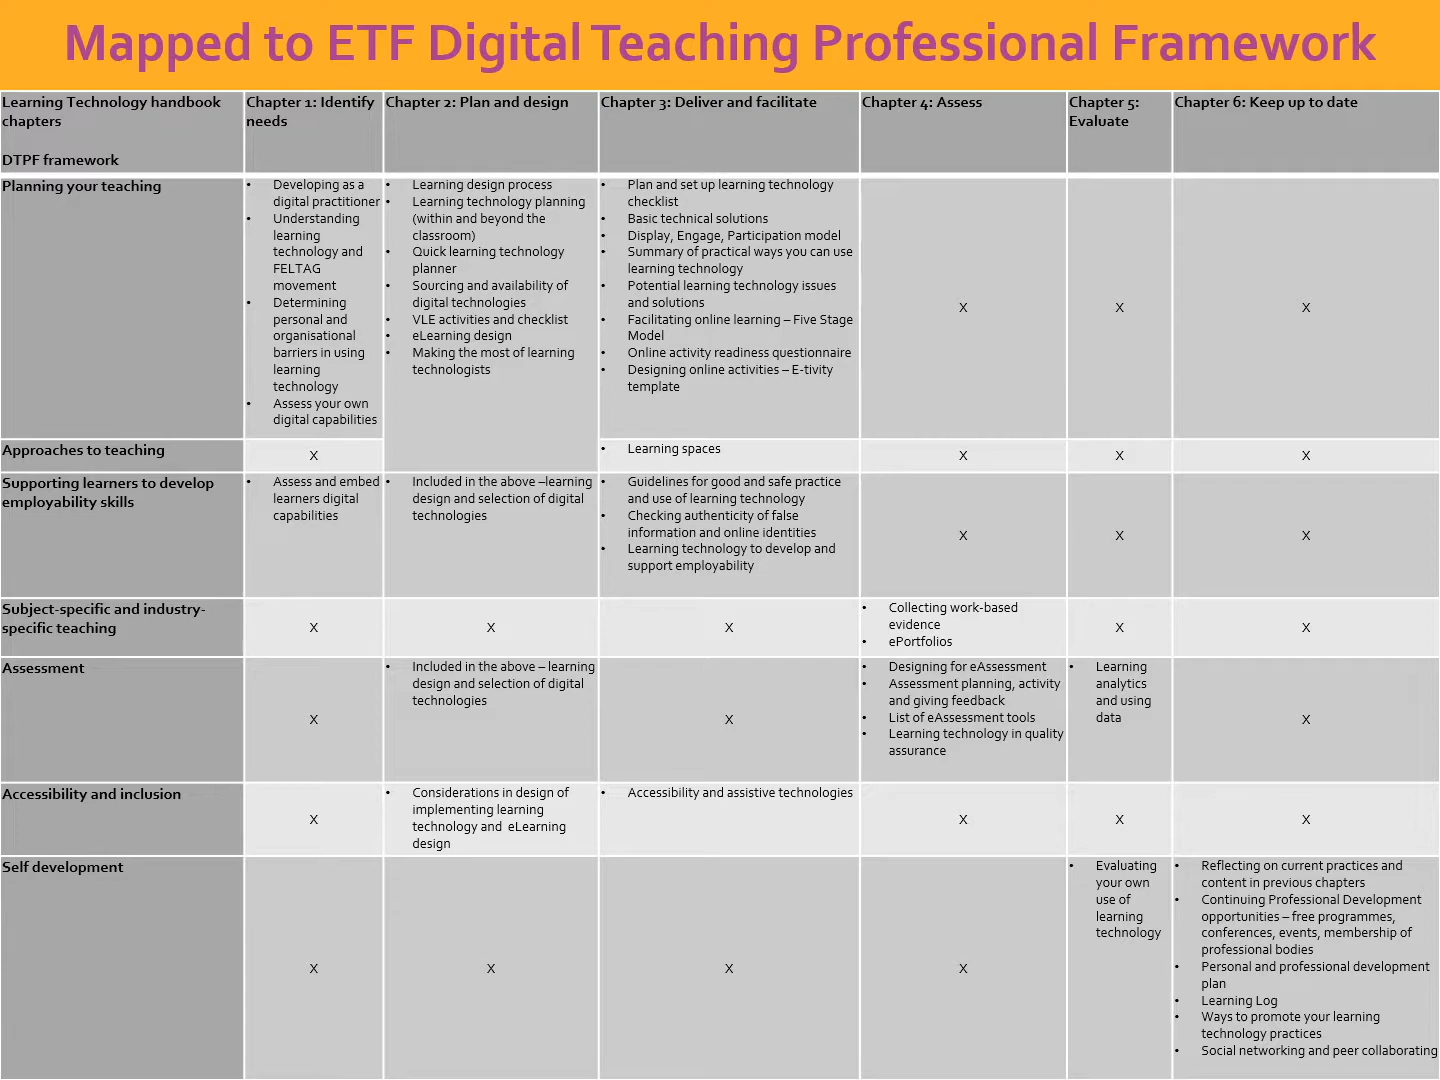 Mapped to ETF Digital Teaching Professional Framework
Learning Technology handbook
chapters
DTPF framework
Chapter 1: Identify
needs
Chapter 2: Plan and design
Chapter 3: Deliver and facilitate
Chapter 4: Assess
Chapter 5:
Evaluate
Chapter 6: Keep up to date
Planning your teaching
• Developing as a
digital practitioner
• Understanding
learning
technology and
FELTAG
movement
• Determining
personal and
organisational
barriers in using
learning
technology
• Assess your own
digital capabilities
• Learning design process
• Learning technology planning
(within and beyond the
classroom)
• Quick learning technology
planner
• Sourcing and availability of
digital technologies
• VLE activities and checklist
• eLearning design
• Making the most of learning
technologists
• Plan and set up learning technology
checklist
• Basic technical solutions
• Display, Engage, Participation model
• Summary of practical ways you can use
learning technology
• Potential learning technology issues
and solutions
• Facilitating online learning – Five Stage
Model
• Online activity readiness questionnaire
• Designing online activities – E-tivity
template
X
X
X
Approaches to teaching
X
• Learning spaces
X
X
X
Supporting learners to develop
employability skills
• Assess and embed
learners digital
capabilities
• Included in the above –learning
design and selection of digital
technologies
• Guidelines for good and safe practice
and use of learning technology
• Checking authenticity of false
information and online identities
• Learning technology to develop and
support employability
X
X
X
Subject-specific and industry-
specific teaching
X
X
X
• Collecting work-based
evidence
• ePortfolios
X
X
Assessment
X
• Included in the above – learning
design and selection of digital
technologies
X
• Designing for eAssessment
• Assessment planning, activity
and giving feedback
• List of eAssessment tools
• Learning technology in quality
assurance
• Learning
analytics
and using
data
X
Accessibility and inclusion
X
• Considerations in design of
implementing learning
technology and eLearning
design
• Accessibility and assistive technologies
X
X
X
Self development
X
X
X
X
• Evaluating
your own
use of
learning
technology
• Reflecting on current practices and
content in previous chapters
• Continuing Professional Development
opportunities – free programmes,
conferences, events, membership of
professional bodies
• Personal and professional development
plan
• Learning Log
• Ways to promote your learning
technology practices
• Social networking and peer collaborating